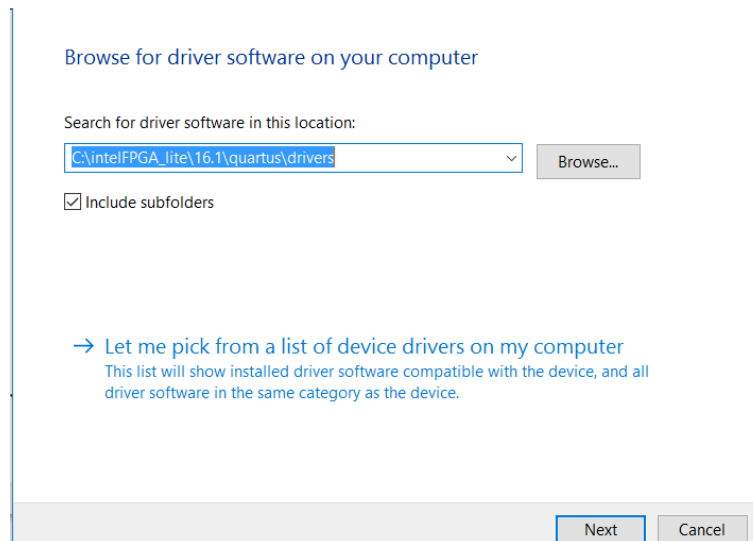 Browse for driver software on your computer
Search for driver software in this location:
C:\intelFPGA_lite\16.1\quartus\drivers
Browse...
Include subfolders
Let me pick from a list of device drivers on my computer
This list will show installed driver software compatible with the device, and all
driver software in the same category as the device.
Next
Cancel